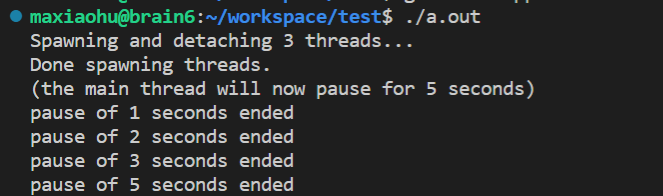 maxiaohu@brain6:~/workspace/test$ ./a.out
Spawning and detaching 3 threads...
Done spawning threads.
(the main thread will now pause for 5 seconds)
pause of 1 seconds ended
pause of 2 seconds ended
pause of 3 seconds ended
pause of 5 seconds ended